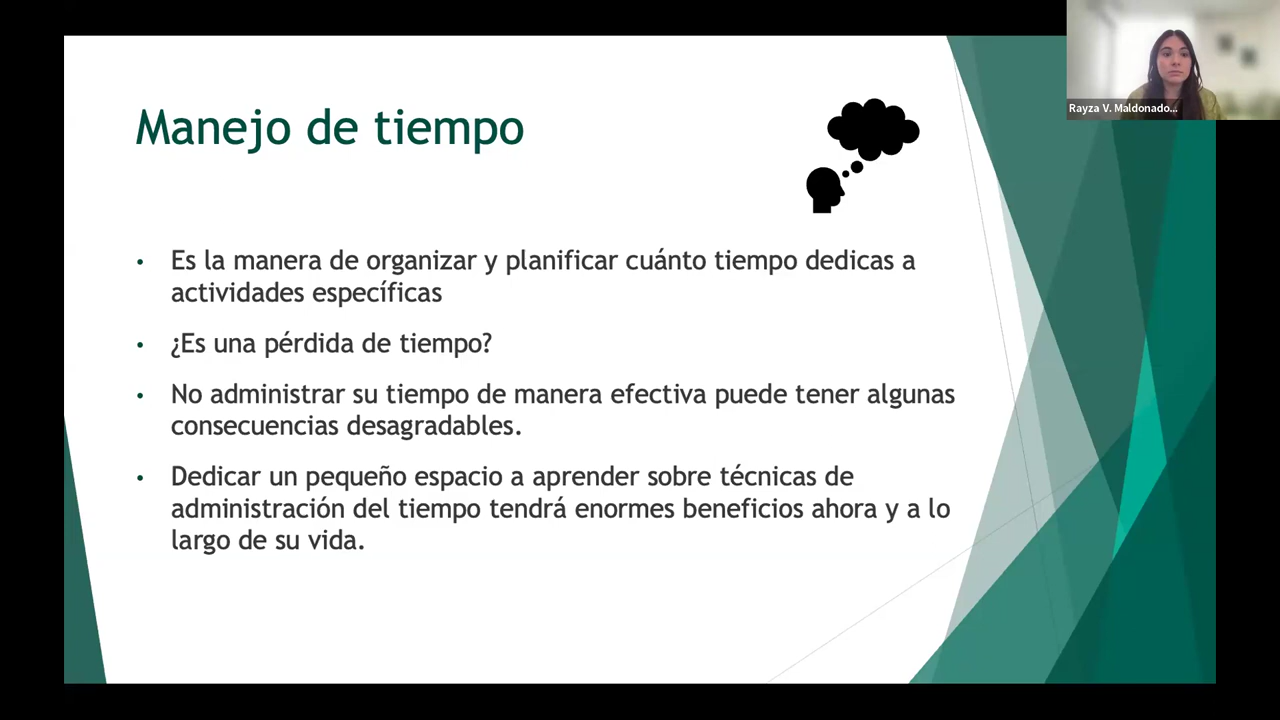 Manejo de tiempo
• Es la manera de organizar y planificar cuánto tiempo dedicas a
actividades específicas
• ¿Es una pérdida de tiempo?
• No administrar su tiempo de manera efectiva puede tener algunas
consecuencias desagradables.
• Dedicar un pequeño espacio a aprender sobre técnicas de
administración del tiempo tendrá enormes beneficios ahora y a lo
largo de su vida.
Rayza V. Maldonado...